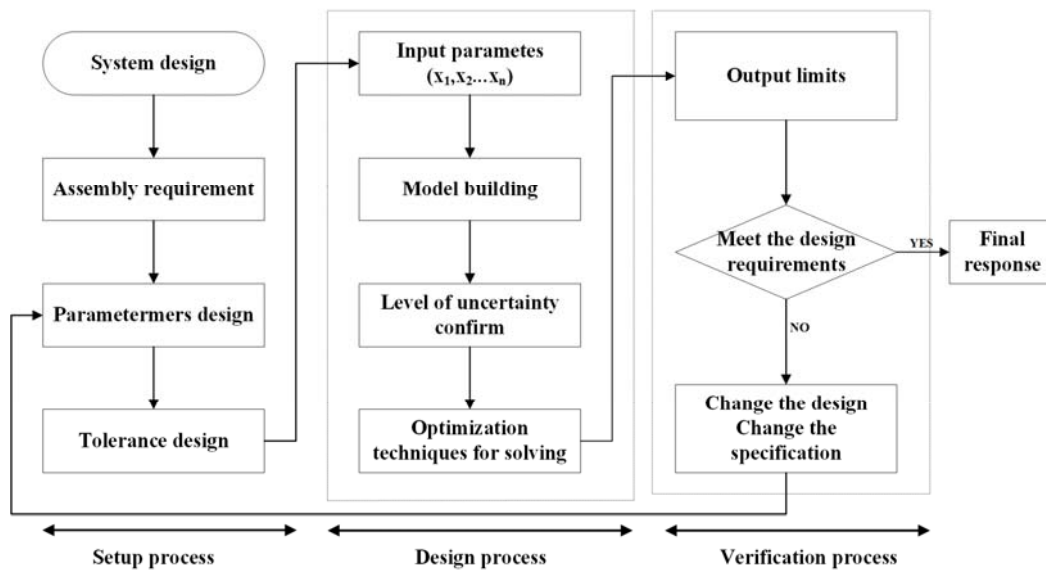 System design
Assembly requirement
Parametermers design
Tolerance design
Input parametes
(x₁,x₂...xₙ)
Model building
Level of uncertainty
confirm
Optimization
techniques for solving
Output limits
Meet the design
requirements
YES
Final
response
NO
Change the design
Change the
specification
Setup process
Design process
Verification process